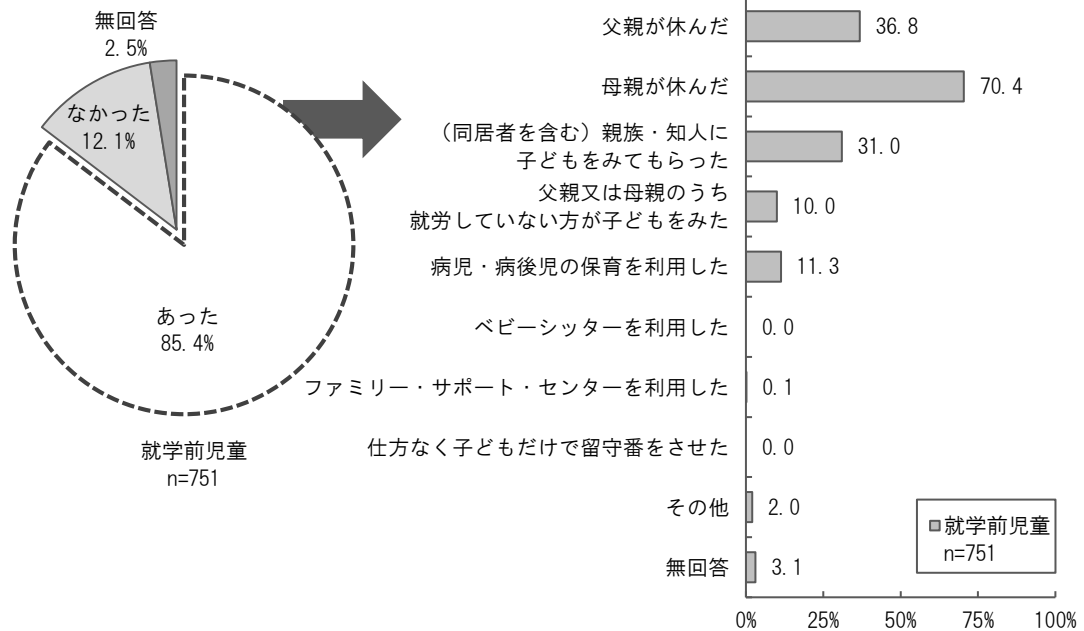 無回答
2.5%
なかった
12.1%
あった
85.4%
就学前児童
n=751
父親が休んだ
36.8
母親が休んだ
70.4
（同居者を含む）親族・知人に
子どもをみてもらった
31.0
父親又は母親のうち
就労していない方が子どもをみた
10.0
病児・病後児の保育を利用した
11.3
ベビーシッターを利用した
0.0
ファミリー・サポート・センターを利用した
0.1
仕方なく子どもだけで留守番をさせた
0.0
その他
2.0
無回答
3.1
就学前児童
n=751
0% 25% 50% 75% 100%